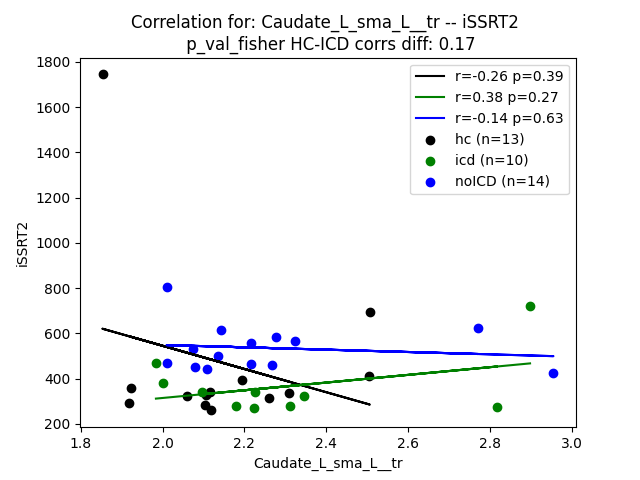 Correlation for: Caudate_L_sma_L__tr -- iSSRT2
p_val_fisher HC-ICD corrs diff: 0.17
1800
1600
1400
1200
1000
800
600
400
200
iSSRT2
r=-0.26 p=0.39
r=0.38 p=0.27
r=-0.14 p=0.63
hc (n=13)
icd (n=10)
noICD (n=14)
1.8 2.0 2.2 2.4 2.6 2.8 3.0
Caudate_L_sma_L__tr